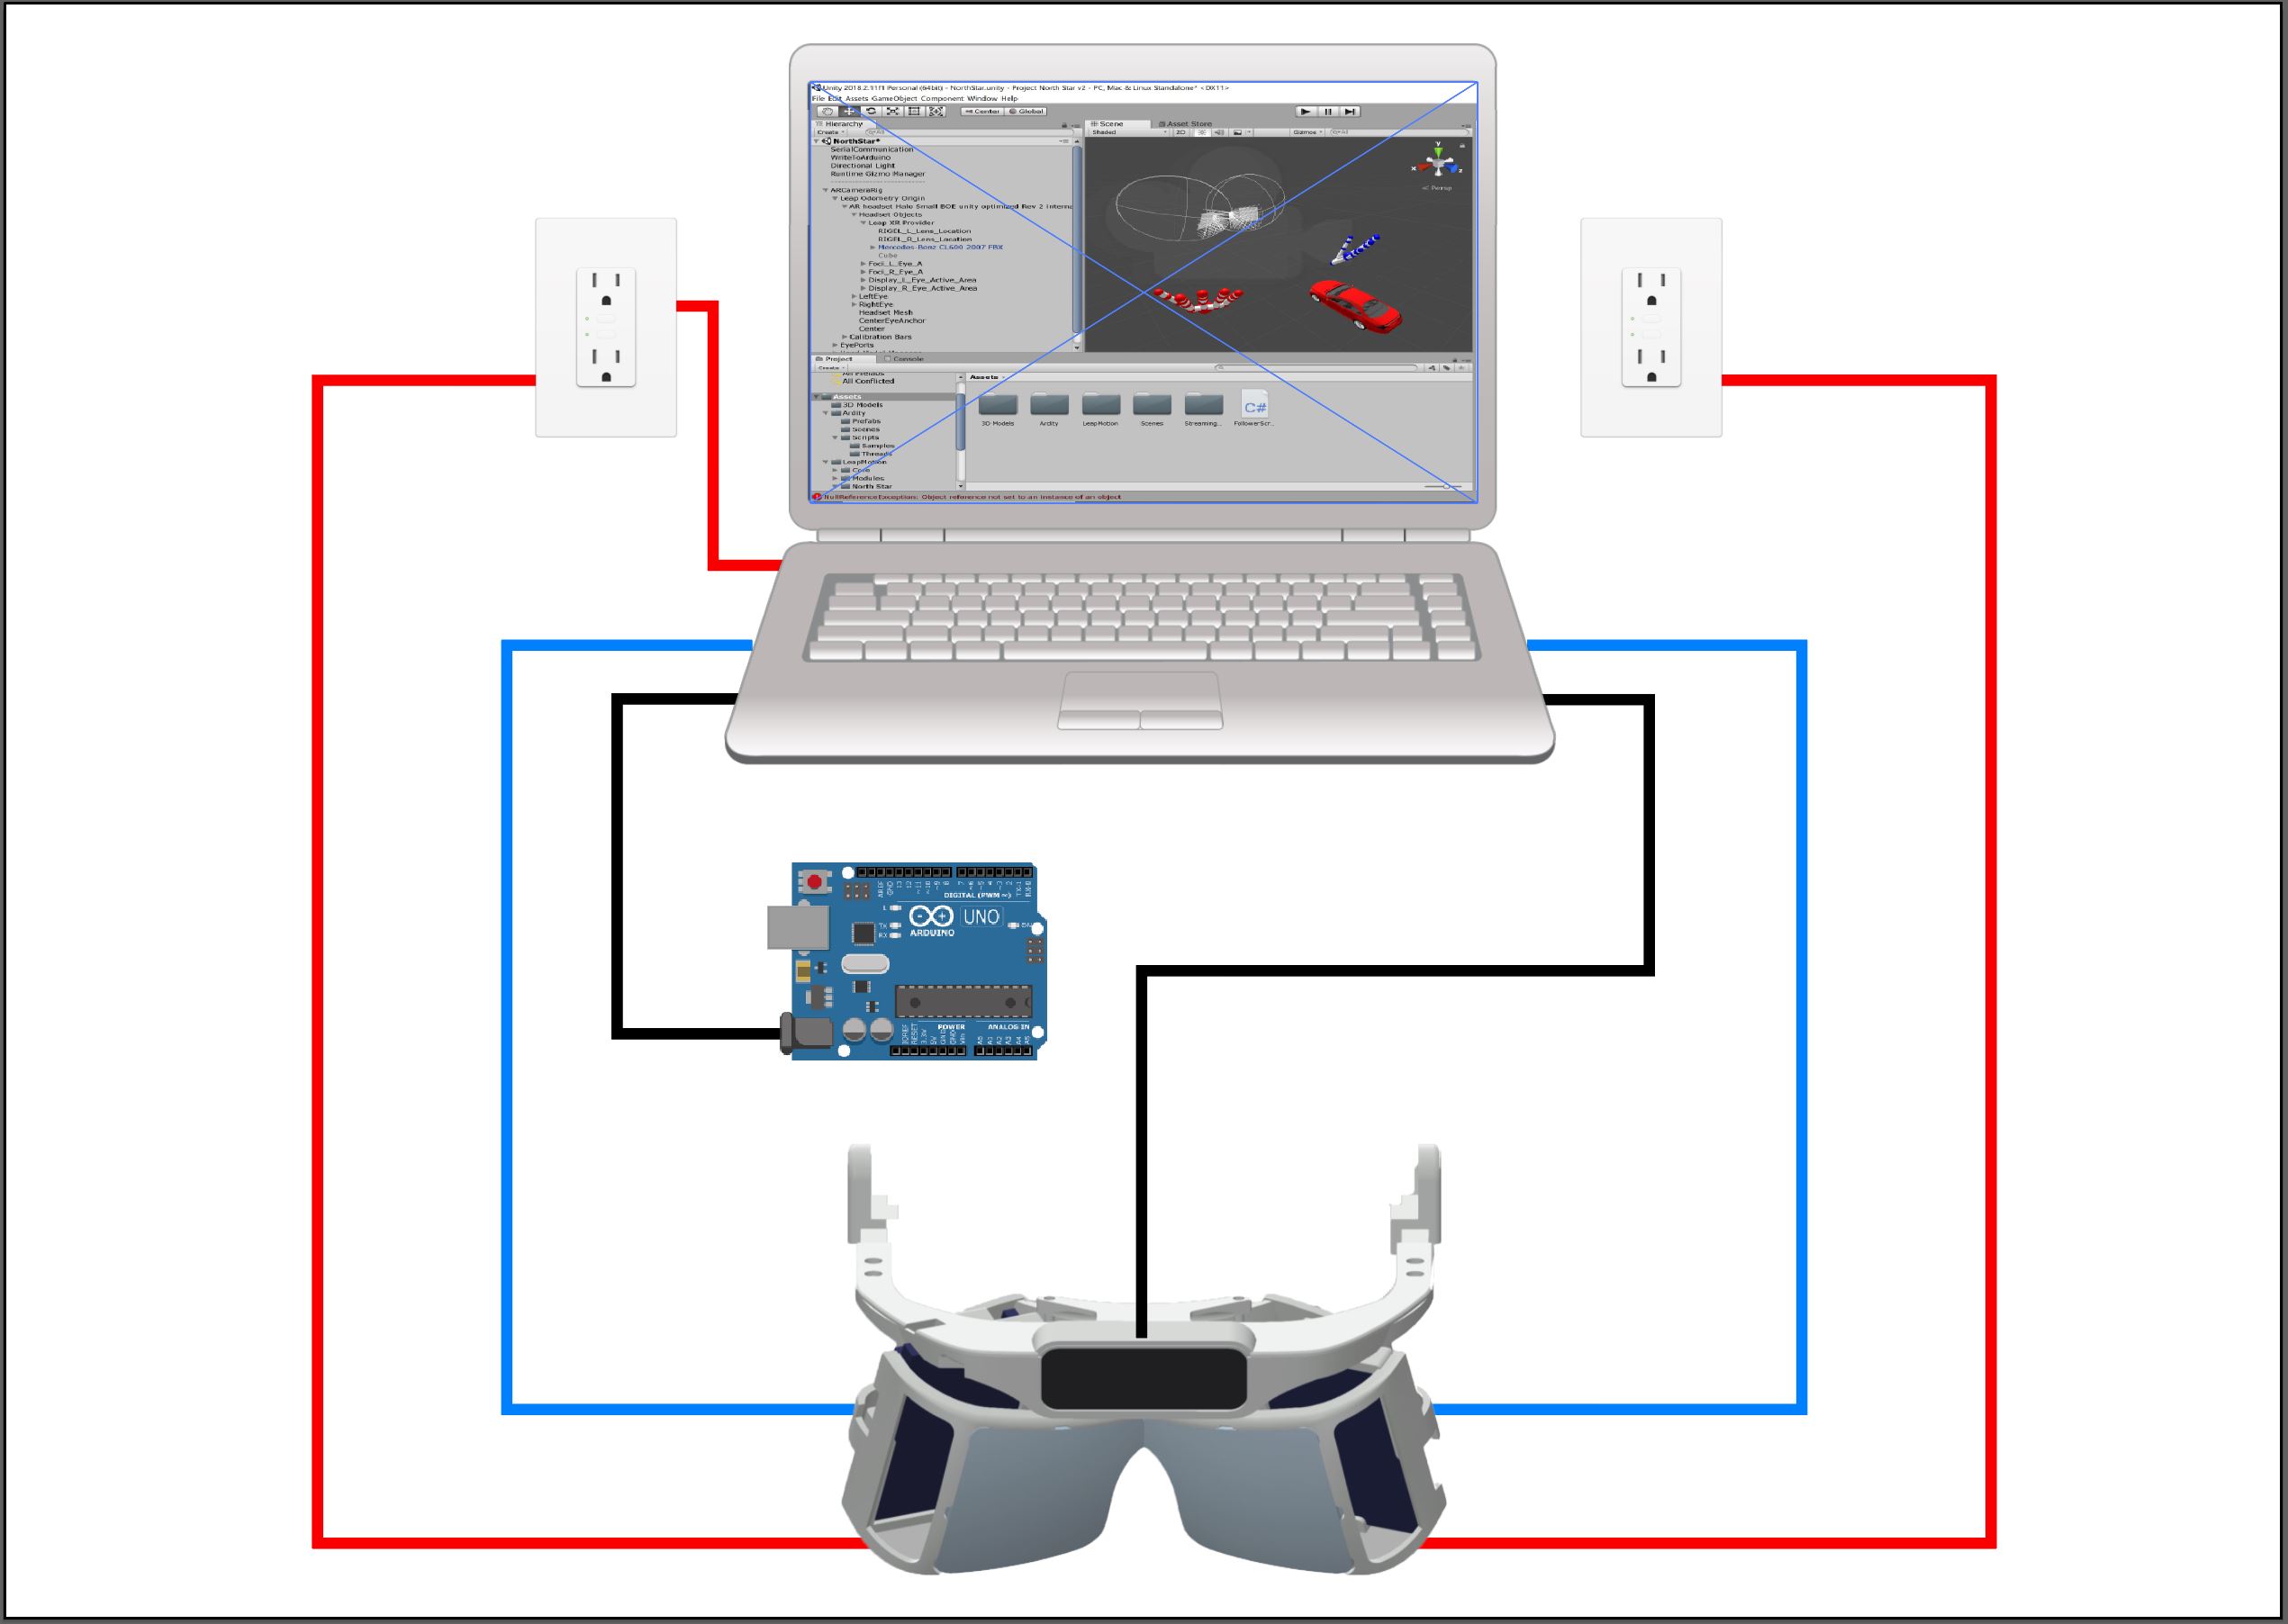 Unity 2018.2.11f1 Personal (64bit) - NorthStar.unity - Project North Star v2 - PC, Mac & Linux Standalone* <DX11>
File Edit Assets GameObject Component Window Help
Center Global
Hierarchy
Create
NorthStar*
SerialCommunication
WriteToArduino
Directional Light
Runtime Gizmo Manager
ARCameraRig
Leap Odometry Origin
AR headset Halo Small BOE unity optimized Rev 2 Interna
Headset Objects
Leap XR Provider
RIGEL_L_Lens_Location
RIGEL_R_Lens_Location
Mercedes-Benz CL600 2007 FBX
Cube
Foci_L_Eye_A
Foci_R_Eye_A
Display_L_Eye_Active_Area
Display_R_Eye_Active_Area
LeftEye
RightEye
Headset Mesh
CenterEyeAnchor
Center
Calibration Bars
EyePorts
Scene Asset Store
Shaded 2D Gizmos
y
x z
Persp
Project Console
Create
All Prefabs
All Conflicted
Assets
3D Models
Ardity
Prefabs
Scenes
Scripts
Samples
Threads
LeapMotion
Core
Modules
North Star
Assets
C#
3D Models Ardity LeapMotion Scenes Streaming... FollowerScr...
NullReferenceException: Object reference not set to an instance of an object
AREF GND 13 12 ~11 ~10 ~9 8 7 ~6 ~5 4 ~3 2 TX→1 RX←0
DIGITAL (PWM ~)
L
TX
RX
UNO
ON
ARDUINO
POWER ANALOG IN
IOREF RESET 3.3V 5V GND GND Vin A0 A1 A2 A3 A4 A5